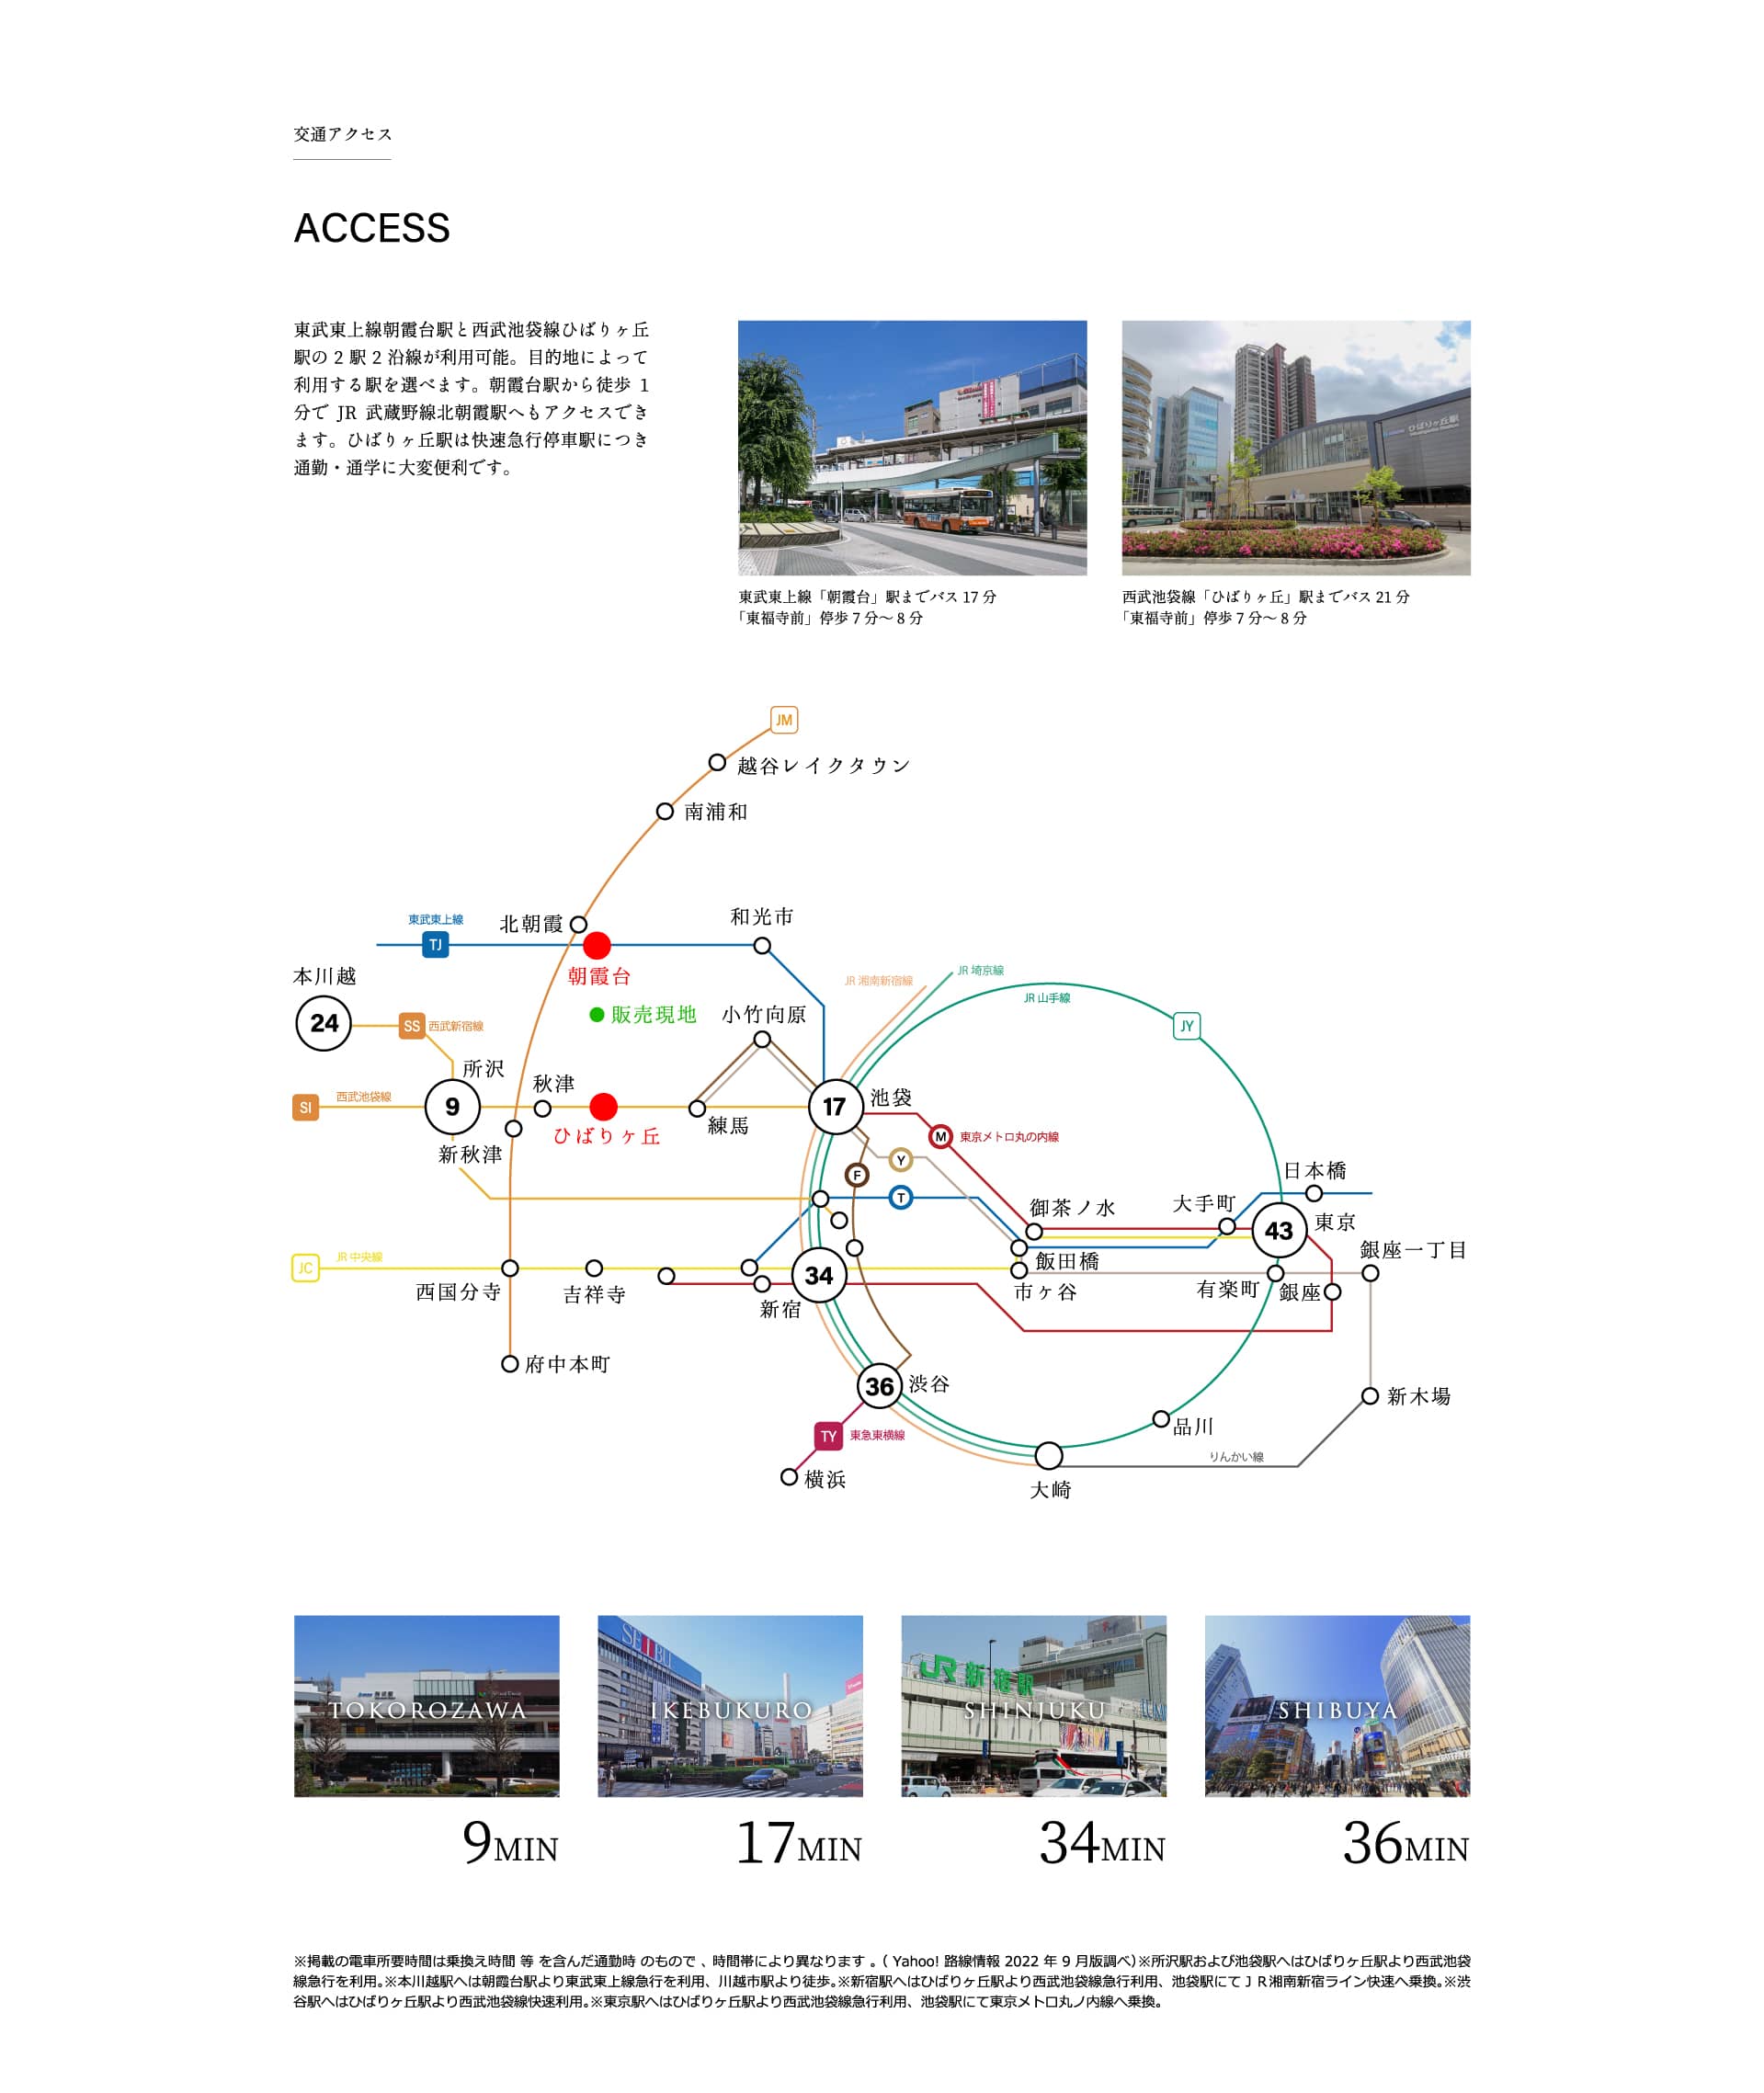 交通アクセス
ACCESS
東武東上線朝霞台駅と西武池袋線ひばりヶ丘
駅の 2 駅 2 沿線が利用可能。目的地によって
利用する駅を選べます。朝霞台駅から徒歩 1
分で JR 武蔵野線北朝霞駅へもアクセスでき
ます。ひばりヶ丘駅は快速急行停車駅につき
通勤・通学に大変便利です。
ひばりヶ丘駅
東武東上線「朝霞台」駅までバス 17 分
「東福寺前」停歩 7 分〜 8 分
西武池袋線「ひばりヶ丘」駅までバス 21 分
「東福寺前」停歩 7 分〜 8 分
JM
越谷レイクタウン
南浦和
東武東上線
TJ
北朝霞
和光市
朝霞台
本川越
24
SS
西武新宿線
販売現地
小竹向原
JR 湘南新宿線
JR 埼京線
JR 山手線
JY
所沢
秋津
SI
西武池袋線
9
ひばりヶ丘
練馬
17
池袋
新秋津
M
東京メトロ丸の内線
Y
F
T
日本橋
御茶ノ水
大手町
43
東京
銀座一丁目
JC
JR 中央線
飯田橋
西国分寺
吉祥寺
34
新宿
市ヶ谷
有楽町
銀座
府中本町
36
渋谷
新木場
TY
東急東横線
品川
りんかい線
横浜
大崎
SEIBU
JR 新宿駅
TOKOROZAWA
IKEBUKURO
SHINJUKU
SHIBUYA
9MIN
17MIN
34MIN
36MIN
※掲載の電車所要時間は乗換え時間 等 を含んだ通勤時 のもので 、時間帯により異なります 。( Yahoo! 路線情報 2022 年 9 月版調べ)※所沢駅および池袋駅へはひばりヶ丘駅より西武池袋
線急行を利用。※本川越駅へは朝霞台駅より東武東上線急行を利用、川越市駅より徒歩。※新宿駅へはひばりヶ丘駅より西武池袋線急行利用、池袋駅にてＪＲ湘南新宿ライン快速へ乗換。※渋
谷駅へはひばりヶ丘駅より西武池袋線快速利用。※東京駅へはひばりヶ丘駅より西武池袋線急行利用、池袋駅にて東京メトロ丸ノ内線へ乗換。